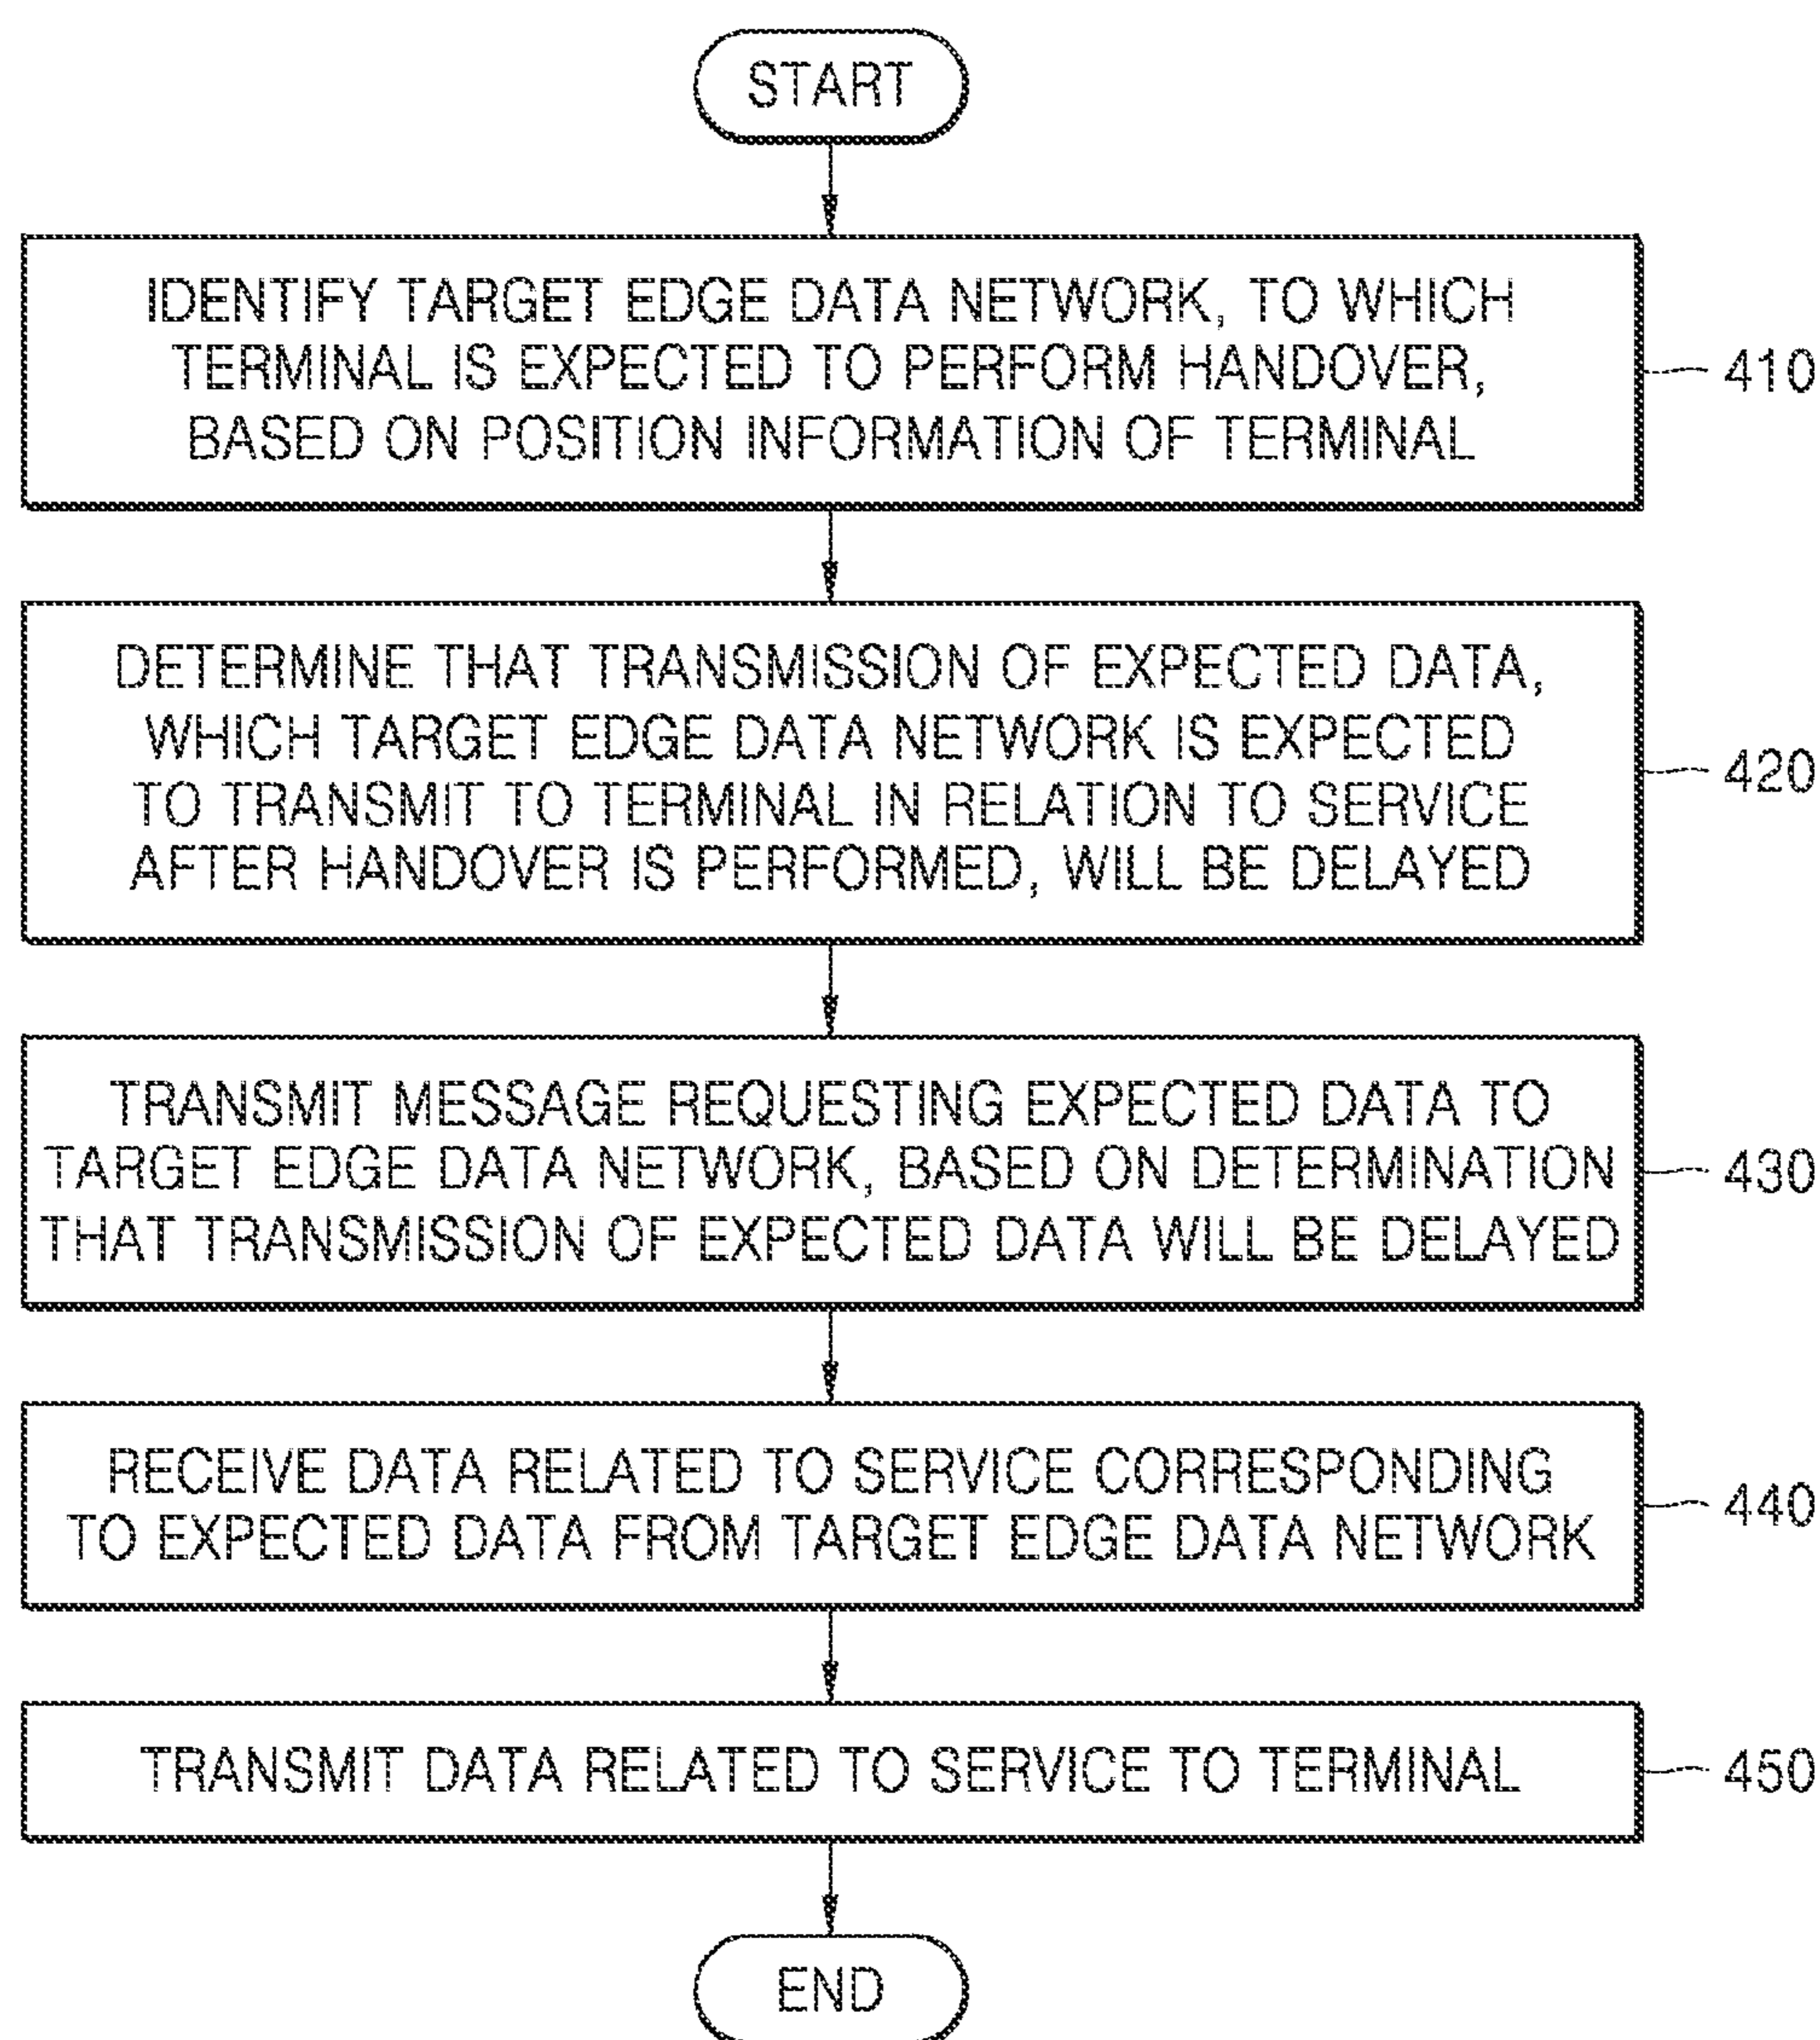 START
IDENTIFY TARGET EDGE DATA NETWORK, TO WHICH
TERMINAL IS EXPECTED TO PERFORM HANDOVER,
BASED ON POSITION INFORMATION OF TERMINAL
410
DETERMINE THAT TRANSMISSION OF EXPECTED DATA,
WHICH TARGET EDGE DATA NETWORK IS EXPECTED
TO TRANSMIT TO TERMINAL IN RELATION TO SERVICE
AFTER HANDOVER IS PERFORMED, WILL BE DELAYED
420
TRANSMIT MESSAGE REQUESTING EXPECTED DATA TO
TARGET EDGE DATA NETWORK, BASED ON DETERMINATION
THAT TRANSMISSION OF EXPECTED DATA WILL BE DELAYED
430
RECEIVE DATA RELATED TO SERVICE CORRESPONDING
TO EXPECTED DATA FROM TARGET EDGE DATA NETWORK
440
TRANSMIT DATA RELATED TO SERVICE TO TERMINAL
450
END